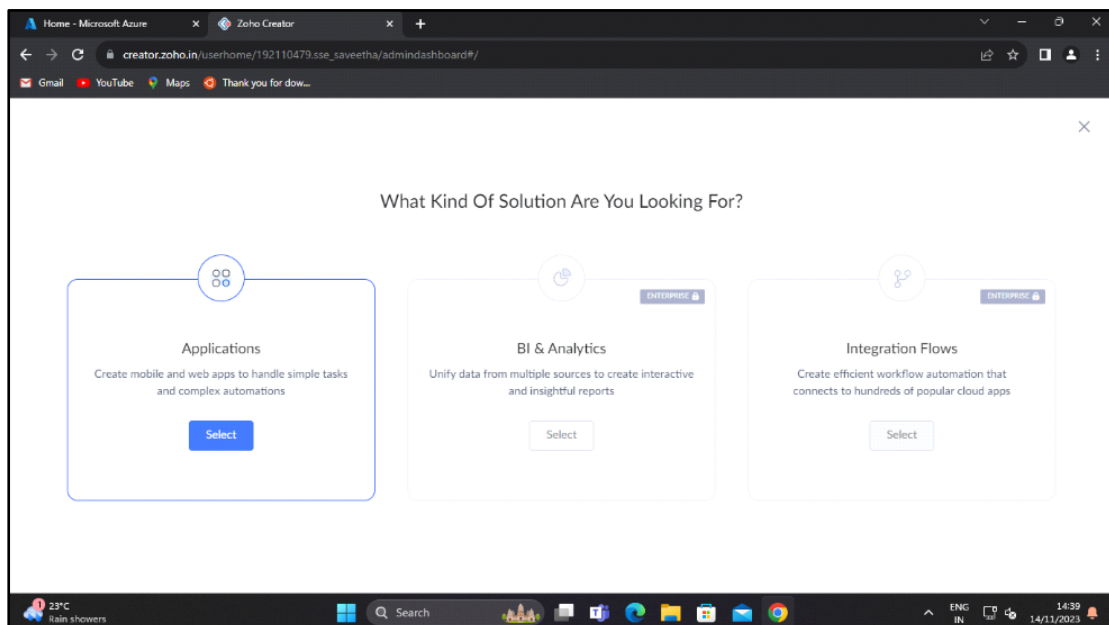 Home - Microsoft Azure
Zoho Creator
creator.zoho.in/userhome/192110479.sse_saveetha/admindashboard#/
Gmail
YouTube
Maps
Thank you for dow...
What Kind Of Solution Are You Looking For?
ENTERPRISE
ENTERPRISE
Applications
Create mobile and web apps to handle simple tasks
and complex automations
Select
BI & Analytics
Unify data from multiple sources to create interactive
and insightful reports
Select
Integration Flows
Create efficient workflow automation that
connects to hundreds of popular cloud apps
Select
1
23°C
Rain showers
Search
ENG
IN
14:39
14/11/2023